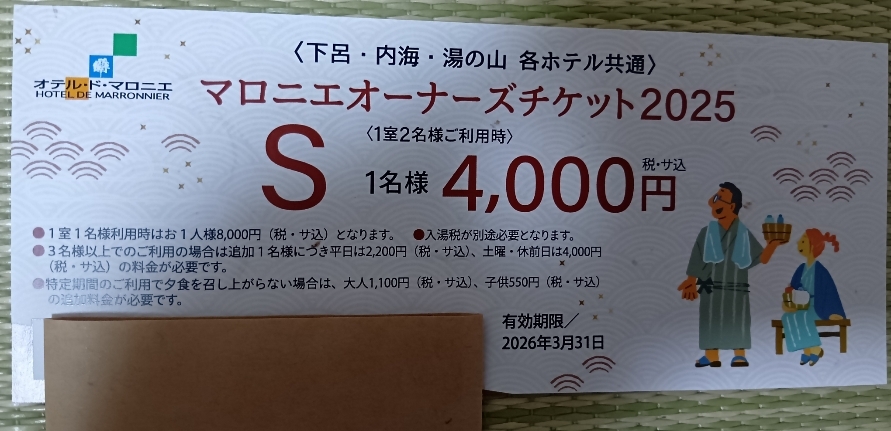 〈下呂・内海・湯の山 各ホテル共通〉
オテル・ド・マロニエ
HOTEL DE MARRONNIER
マロニエオーナーズチケット2025
〈1室2名様ご利用時〉
S 1名様 4,000円 税・サ込
●1室1名様利用時はお1人様8,000円（税・サ込）となります。 ●入湯税が別途必要となります。
●3名様以上でのご利用の場合は追加1名様につき平日は2,200円（税・サ込）、土曜・休前日は4,000円
（税・サ込）の料金が必要です。
●特定期間のご利用で夕食を召し上がらない場合は、大人1,100円（税・サ込）、子供550円（税・サ込）
の追加料金が必要です。
有効期限／
2026年3月31日